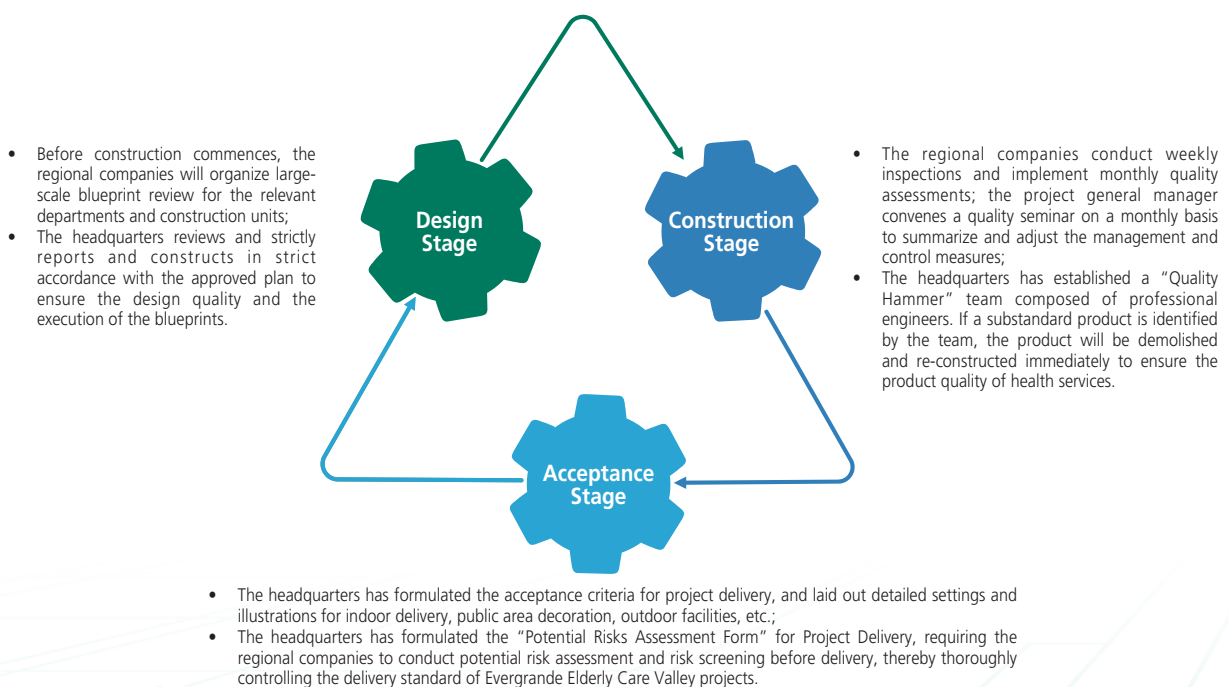 • Before construction commences, the
regional companies will organize large-
scale blueprint review for the relevant
departments and construction units;
• The headquarters reviews and strictly
reports and constructs in strict
accordance with the approved plan to
ensure the design quality and the
execution of the blueprints.
Design
Stage
Construction
Stage
• The regional companies conduct weekly
inspections and implement monthly quality
assessments; the project general manager
convenes a quality seminar on a monthly basis
to summarize and adjust the management and
control measures;
• The headquarters has established a “Quality
Hammer” team composed of professional
engineers. If a substandard product is identified
by the team, the product will be demolished
and re-constructed immediately to ensure the
product quality of health services.
Acceptance
Stage
• The headquarters has formulated the acceptance criteria for project delivery, and laid out detailed settings and
illustrations for indoor delivery, public area decoration, outdoor facilities, etc.;
• The headquarters has formulated the “Potential Risks Assessment Form” for Project Delivery, requiring the
regional companies to conduct potential risk assessment and risk screening before delivery, thereby thoroughly
controlling the delivery standard of Evergrande Elderly Care Valley projects.